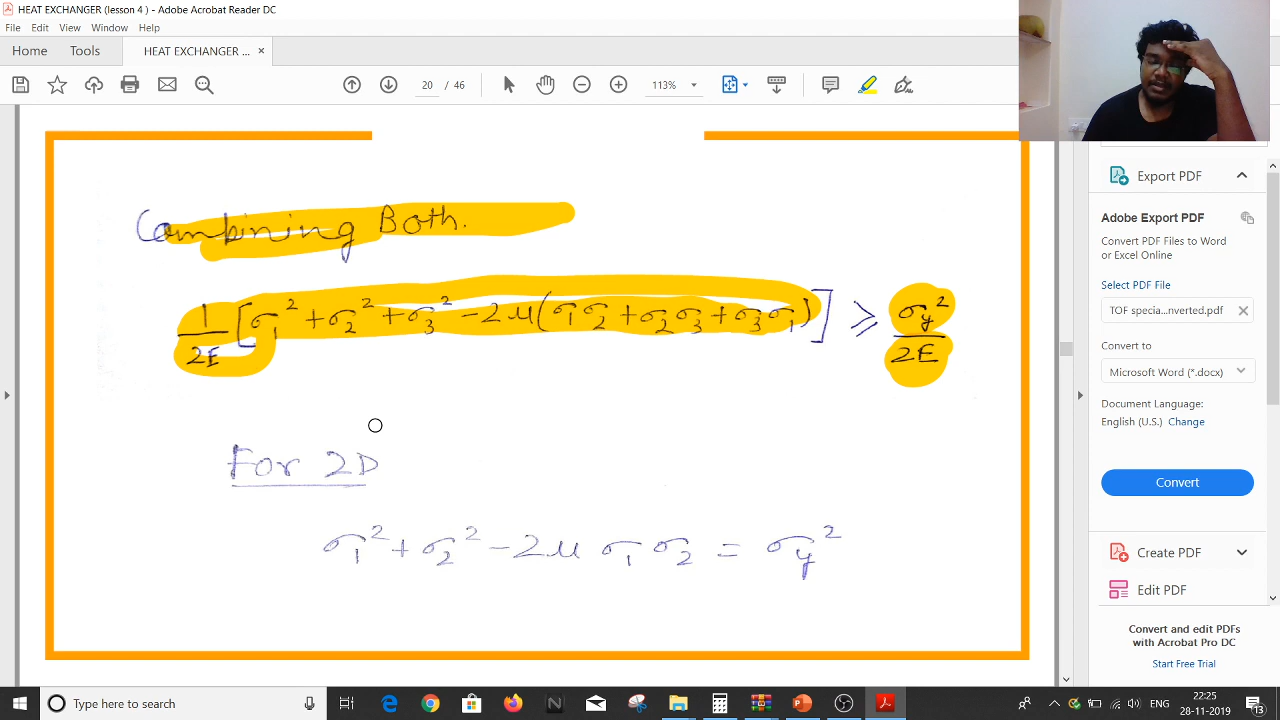 HEAT EXCHANGER (lesson 4 ) - Adobe Acrobat Reader DC
File Edit View Window Help
Home Tools HEAT EXCHANGER ... ×
20 / 46 113%
Combining Both.
1/2E [σ₁² + σ₂² + σ₃² - 2μ(σ₁σ₂ + σ₂σ₃ + σ₃σ₁)] ⩾ σy²/2E
For 2D
σ₁² + σ₂² - 2μ σ₁ σ₂ = σy²
Export PDF
Adobe Export PDF
Convert PDF Files to Word
or Excel Online
Select PDF File
TOF specia...nverted.pdf
Convert to
Microsoft Word (*.docx)
Document Language:
English (U.S.) Change
Convert
Create PDF
Edit PDF
Convert and edit PDFs
with Acrobat Pro DC
Start Free Trial
Type here to search
ENG
22:25
28-11-2019
13